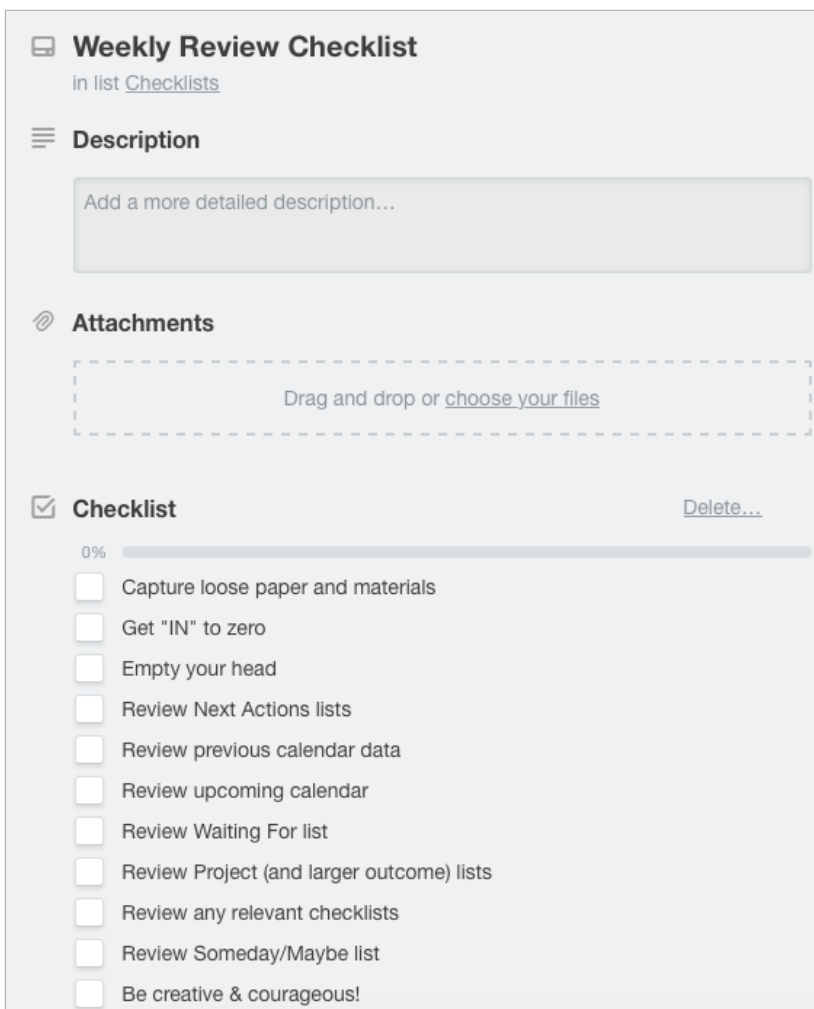 Weekly Review Checklist
in list Checklists
Description
Add a more detailed description…
Attachments
Drag and drop or choose your files
Checklist
Delete…
0%
Capture loose paper and materials
Get "IN" to zero
Empty your head
Review Next Actions lists
Review previous calendar data
Review upcoming calendar
Review Waiting For list
Review Project (and larger outcome) lists
Review any relevant checklists
Review Someday/Maybe list
Be creative & courageous!